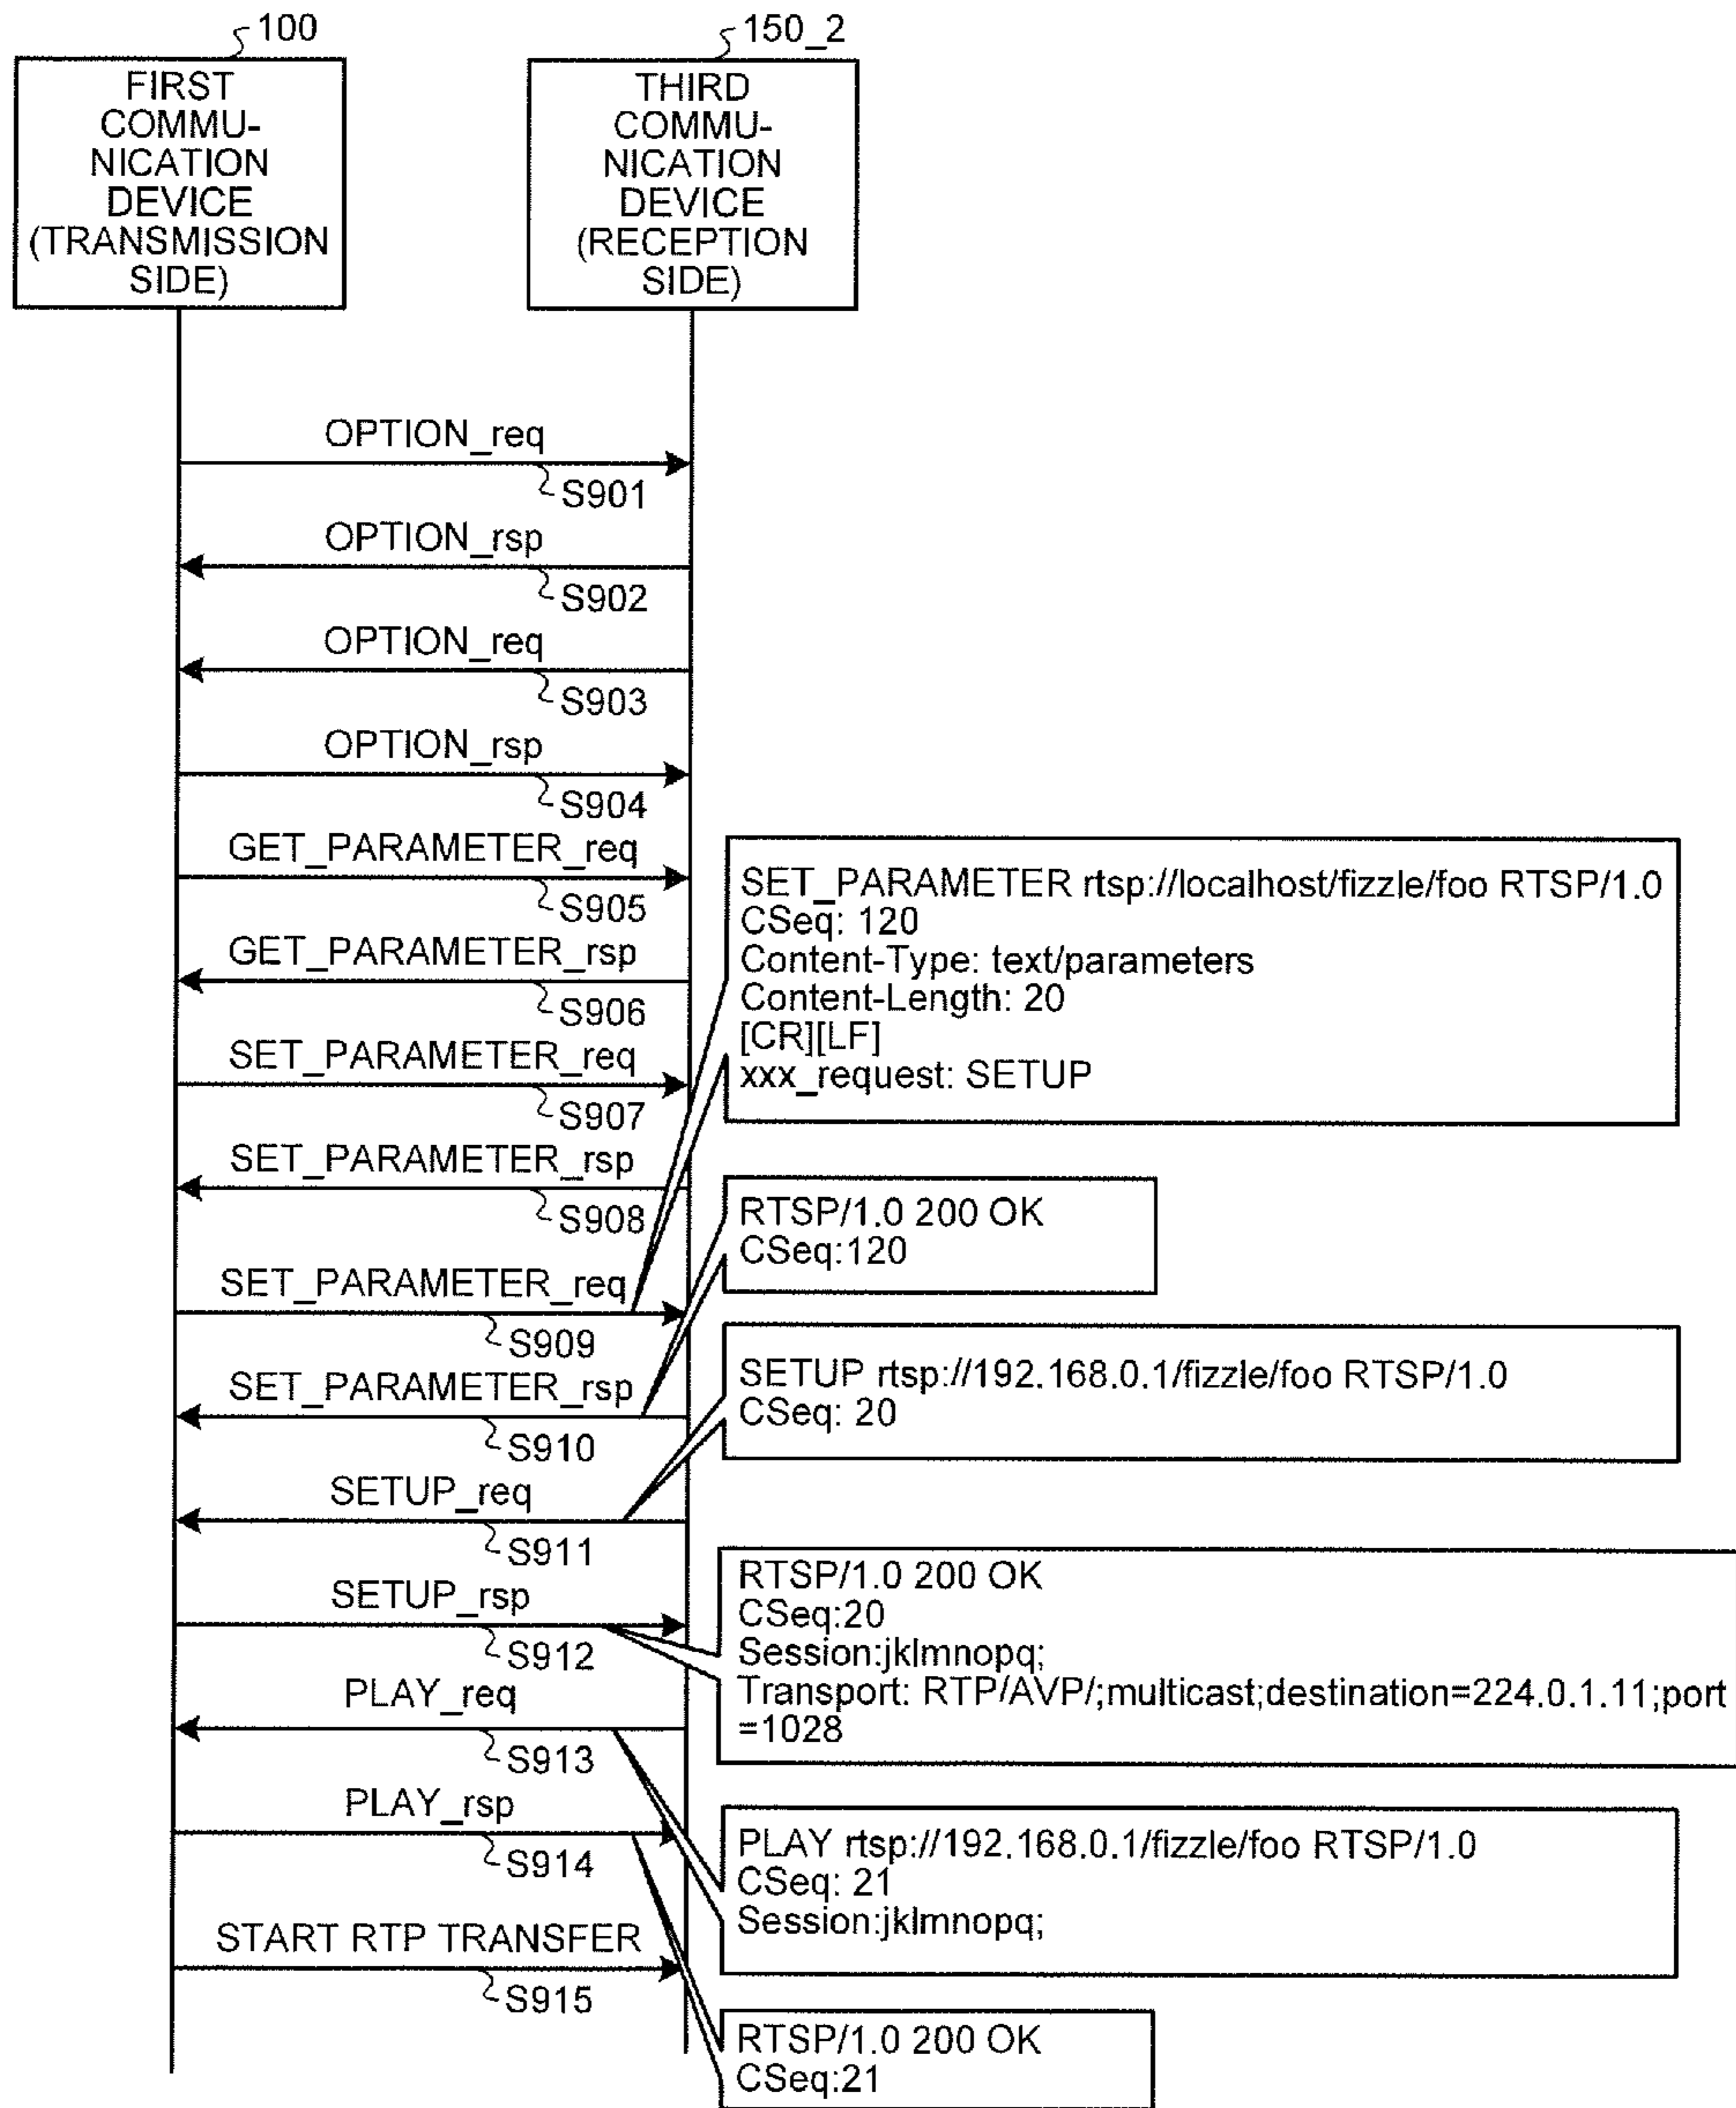 100
FIRST
COMMU-
NICATION
DEVICE
(TRANSMISSION
SIDE)
150_2
THIRD
COMMU-
NICATION
DEVICE
(RECEPTION
SIDE)
OPTION_req
S901
OPTION_rsp
S902
OPTION_req
S903
OPTION_rsp
S904
GET_PARAMETER_req
S905
GET_PARAMETER_rsp
S906
SET_PARAMETER_req
S907
SET_PARAMETER_rsp
S908
SET_PARAMETER_req
S909
SET_PARAMETER rtsp://localhost/fizzle/foo RTSP/1.0
CSeq: 120
Content-Type: text/parameters
Content-Length: 20
[CR][LF]
xxx_request: SETUP
SET_PARAMETER_rsp
S910
RTSP/1.0 200 OK
CSeq:120
SETUP_req
S911
SETUP rtsp://192.168.0.1/fizzle/foo RTSP/1.0
CSeq: 20
SETUP_rsp
S912
RTSP/1.0 200 OK
CSeq:20
Session:jklmnopq;
Transport: RTP/AVP/;multicast;destination=224.0.1.11;port
=1028
PLAY_req
S913
PLAY rtsp://192.168.0.1/fizzle/foo RTSP/1.0
CSeq: 21
Session:jklmnopq;
PLAY_rsp
S914
RTSP/1.0 200 OK
CSeq:21
START RTP TRANSFER
S915